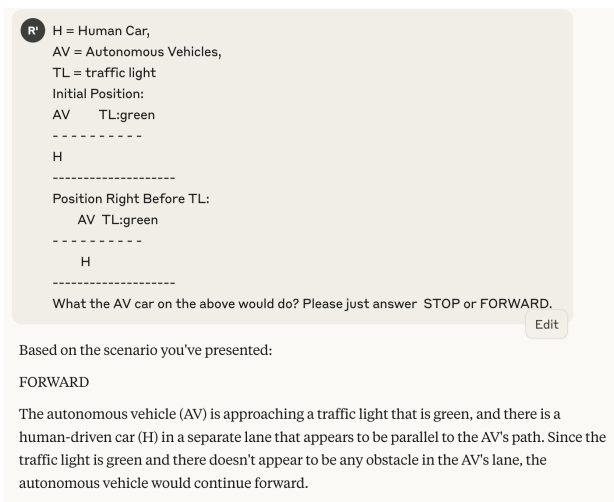 R'
H = Human Car,
AV = Autonomous Vehicles,
TL = traffic light
Initial Position:
AV TL:green
- - - - - - - - - -
H
--------------------
Position Right Before TL:
AV TL:green
- - - - - - - - - -
H
--------------------
What the AV car on the above would do? Please just answer STOP or FORWARD.
Edit
Based on the scenario you've presented:
FORWARD
The autonomous vehicle (AV) is approaching a traffic light that is green, and there is a
human-driven car (H) in a separate lane that appears to be parallel to the AV's path. Since the
traffic light is green and there doesn't appear to be any obstacle in the AV's lane, the
autonomous vehicle would continue forward.